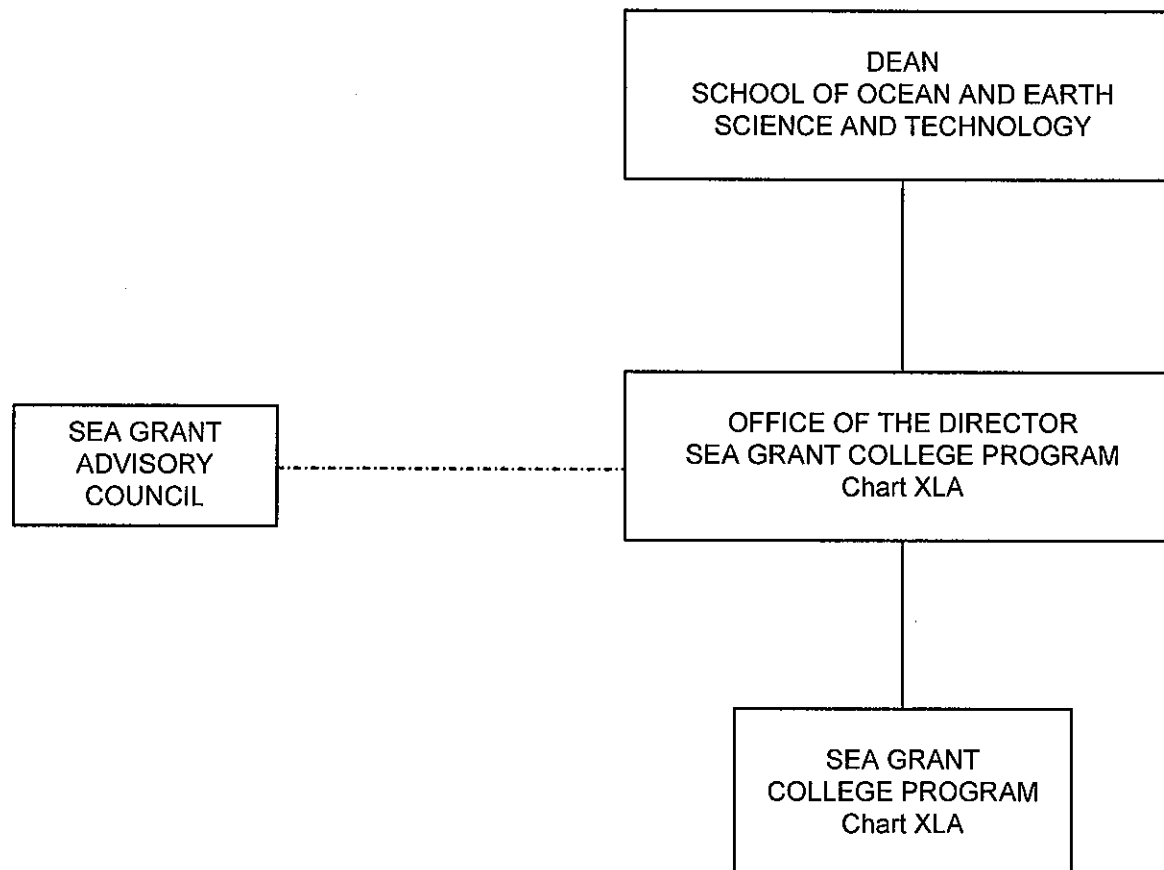 DEAN
SCHOOL OF OCEAN AND EARTH
SCIENCE AND TECHNOLOGY
SEA GRANT
ADVISORY
COUNCIL
OFFICE OF THE DIRECTOR
SEA GRANT COLLEGE PROGRAM
Chart XLA
SEA GRANT
COLLEGE PROGRAM
Chart XLA